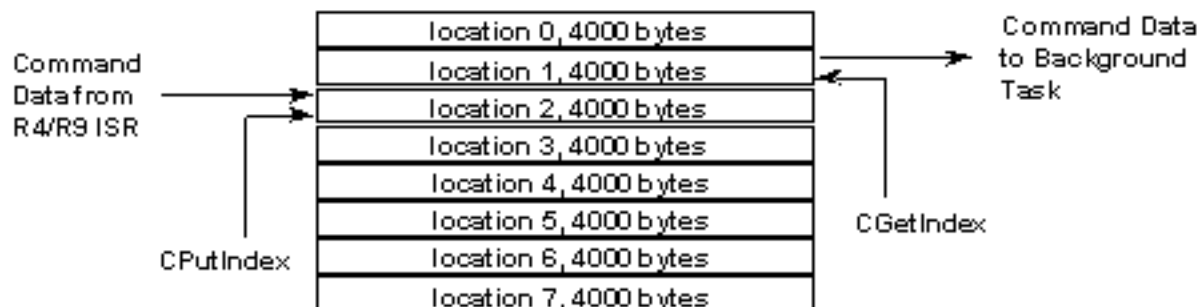 Command
Data from
R4/R9 ISR
CPutIndex
location 0, 4000 bytes
location 1, 4000 bytes
location 2, 4000 bytes
location 3, 4000 bytes
location 4, 4000 bytes
location 5, 4000 bytes
location 6, 4000 bytes
location 7, 4000 bytes
Command Data
to Background
Task
CGetIndex